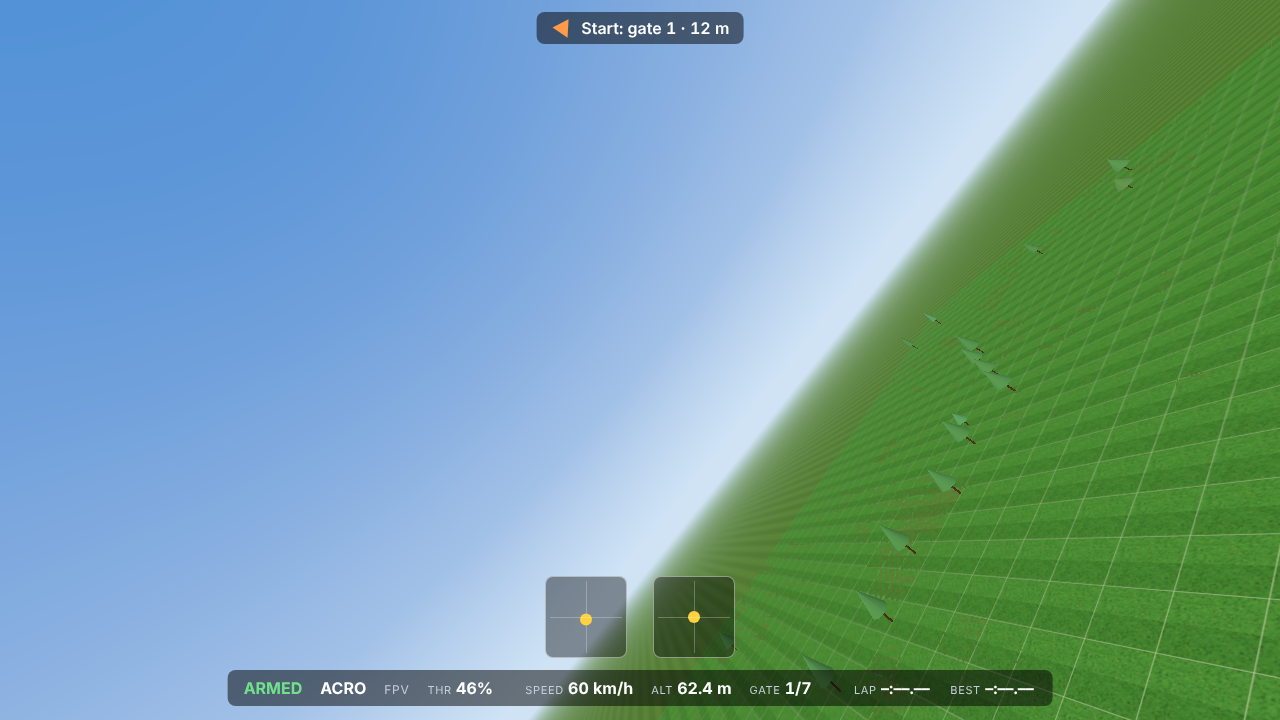 Start: gate 1 · 12 m
ARMED ACRO FPV THR 46% SPEED 60 km/h ALT 62.4 m GATE 1/7 LAP –:––.–– BEST –:––.––